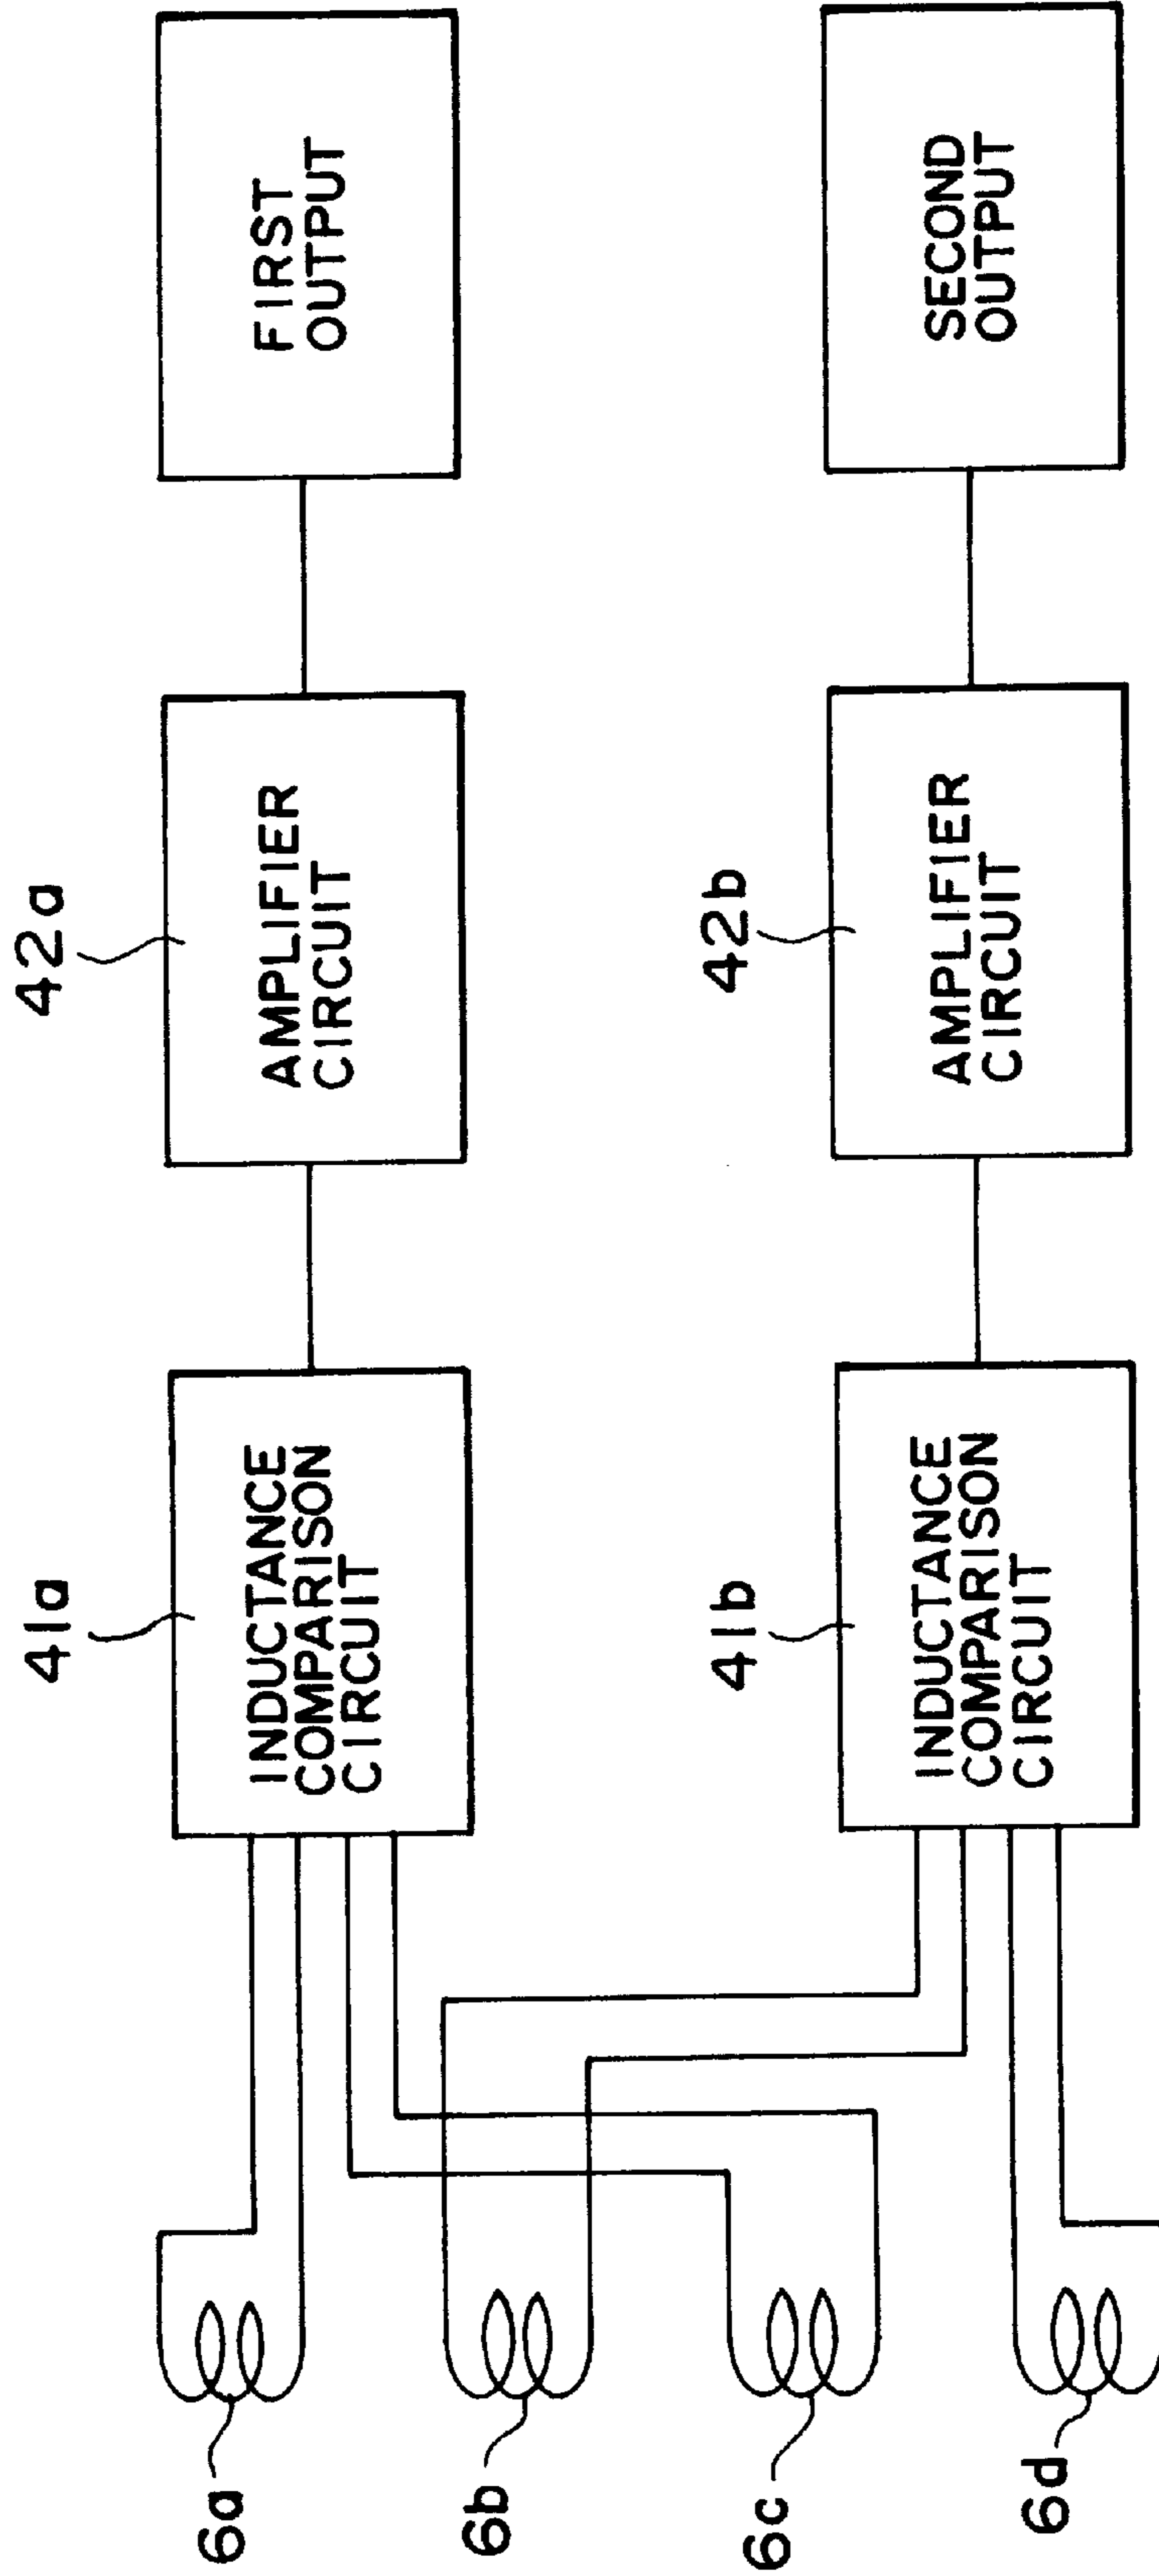 6a
6b
6c
6d
41a
INDUCTANCE
COMPARISON
CIRCUIT
42a
AMPLIFIER
CIRCUIT
FIRST
OUTPUT
41b
INDUCTANCE
COMPARISON
CIRCUIT
42b
AMPLIFIER
CIRCUIT
SECOND
OUTPUT